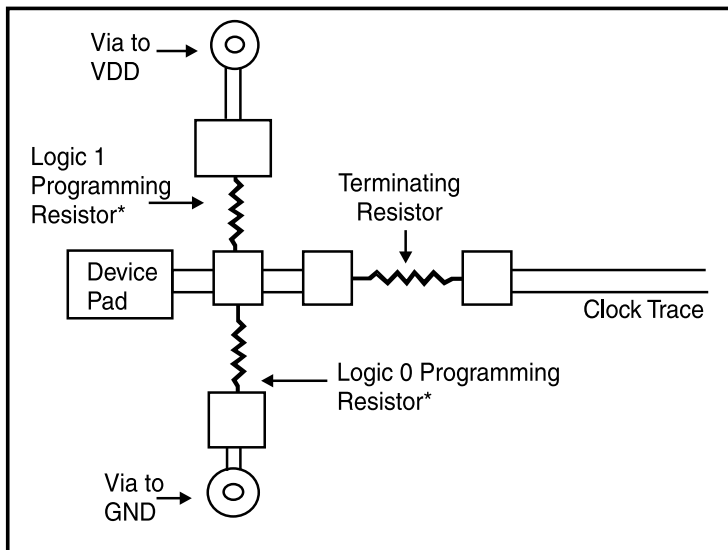 Via to
VDD
Logic 1
Programming
Resistor*
Terminating
Resistor
Device
Pad
Clock Trace
Logic 0 Programming
Resistor*
Via to
GND